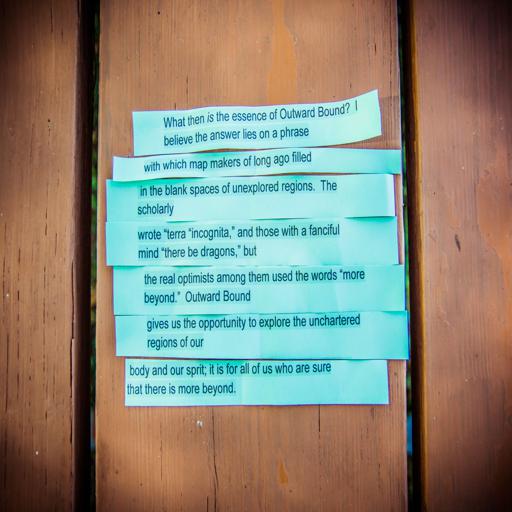 What then is the essence of Outward Bound? I
believe the answer lies on a phrase
with which map makers of long ago filled
in the blank spaces of unexplored regions. The
scholarly
wrote "terra "incognita," and those with a fanciful
mind "there be dragons," but
the real optimists among them used the words "more
beyond." Outward Bound
gives us the opportunity to explore the unchartered
regions of our
body and our sprit; it is for all of us who are sure
that there is more beyond.